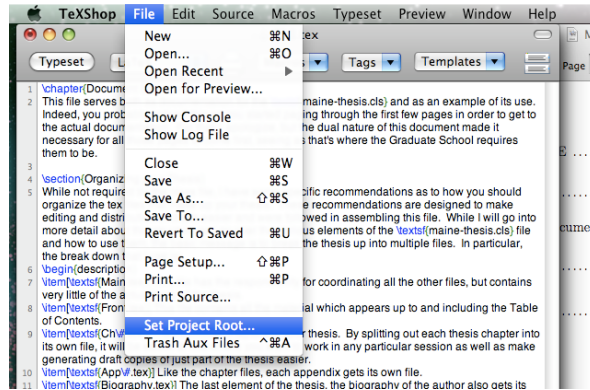 TeXShop File Edit Source Macros Typeset Preview Window Help
New ⌘N
Open... ⌘O
Open Recent ▶
Open for Preview...
Show Console
Show Log File
Close ⌘W
Save ⌘S
Save As... ⇧⌘S
Save To...
Revert To Saved ⌘U
Page Setup... ⇧⌘P
Print... ⌘P
Print Source...
Set Project Root...
Trash Aux Files ^⌘A
.tex
Typeset L s Tags Templates
Page
1 \chapter{Docume
2 This file serves b maine-thesis.cls} and as an example of its use.
Indeed, you prob ing through the first few pages in order to get to
the actual docum he dual nature of this document made it
necessary for all s that's where the Graduate School requires
them to be.
3
4 \section{Organiz
5 While not require cific recommendations as to how you should
organize the tex e recommendations are designed to make
editing and distri owed in assembling this file. While I will go into
more detail abou us elements of the \textsf{maine-thesis.cls} file
and how to use t the thesis up into multiple files. In particular,
the break down t
6 \begin{descriptio
7 \item[\textsf{Main for coordinating all the other files, but contains
very little of the a
8 \item[\textsf{Fron ial which appears up to and including the Table
of Contents.
9 \item[\textsf{Ch\#. r thesis. By splitting out each thesis chapter into
its own file, it will work in any particular session as well as make
generating draft copies of just part of the thesis easier.
10 \item[\textsf{App\#.tex}] Like the chapter files, each appendix gets its own file.
11 \item[\textsf{Biography.tex}] The last element of the thesis, the biography of the author also gets its
E ...
cume